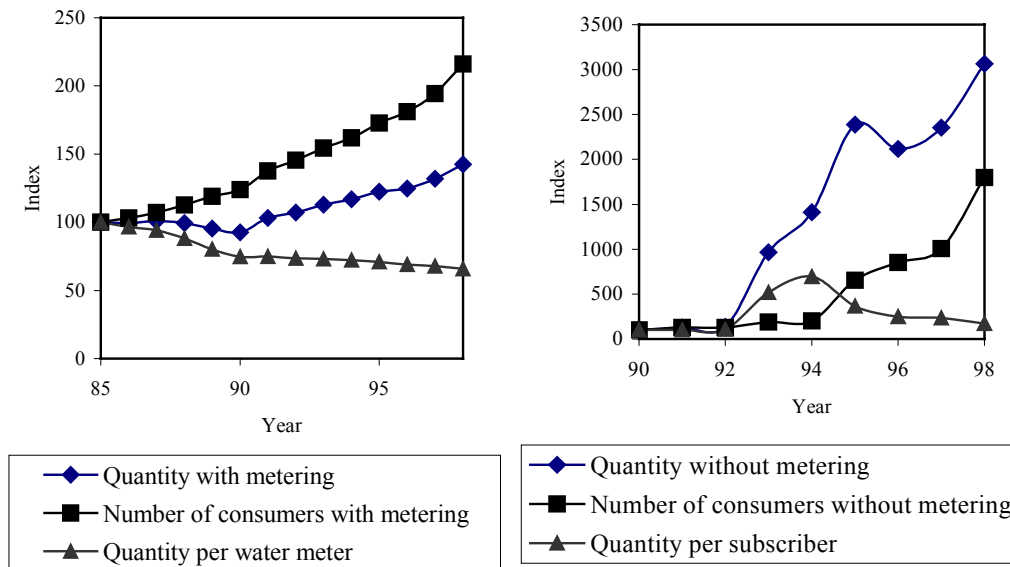 250
200
150
100
50
0
Index
85 90 95
Year
Quantity with metering
Number of consumers with metering
Quantity per water meter
3500
3000
2500
2000
1500
1000
500
0
Index
90 92 94 96 98
Year
Quantity without metering
Number of consumers without metering
Quantity per subscriber